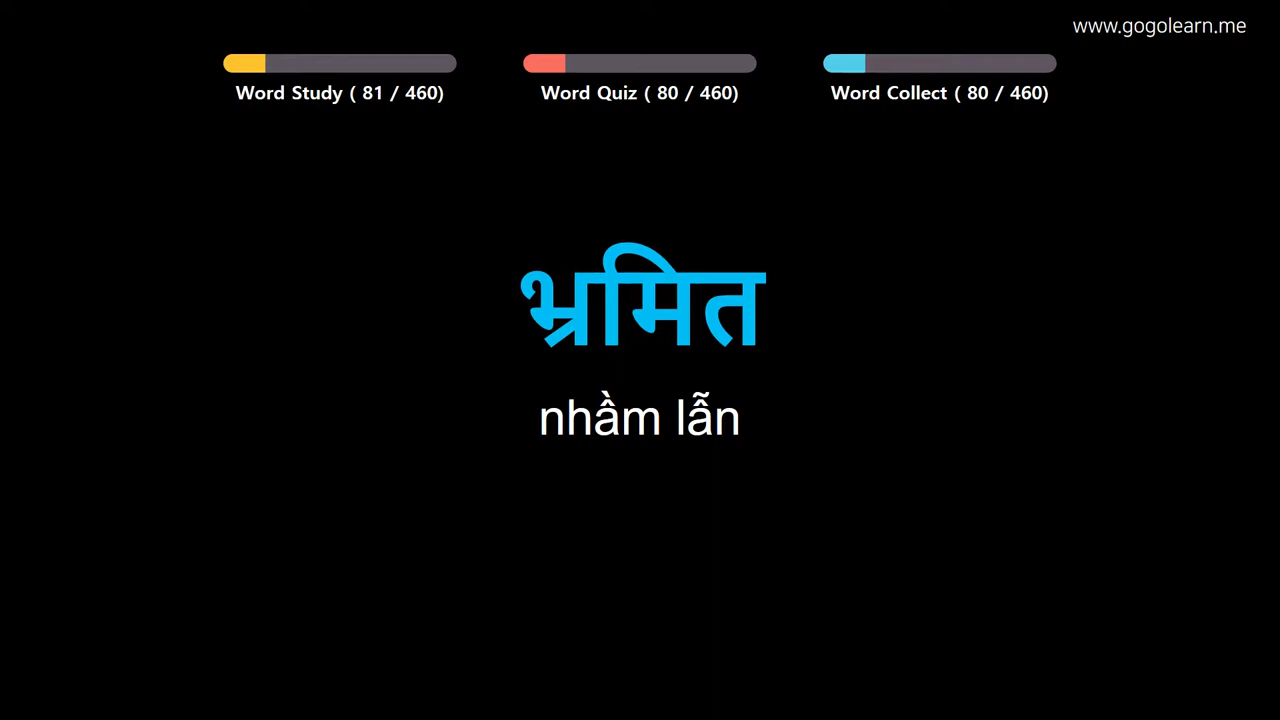 www.gogolearn.me
Word Study ( 81 / 460)
Word Quiz ( 80 / 460)
Word Collect ( 80 / 460)
भ्रमित
nhầm lẫn